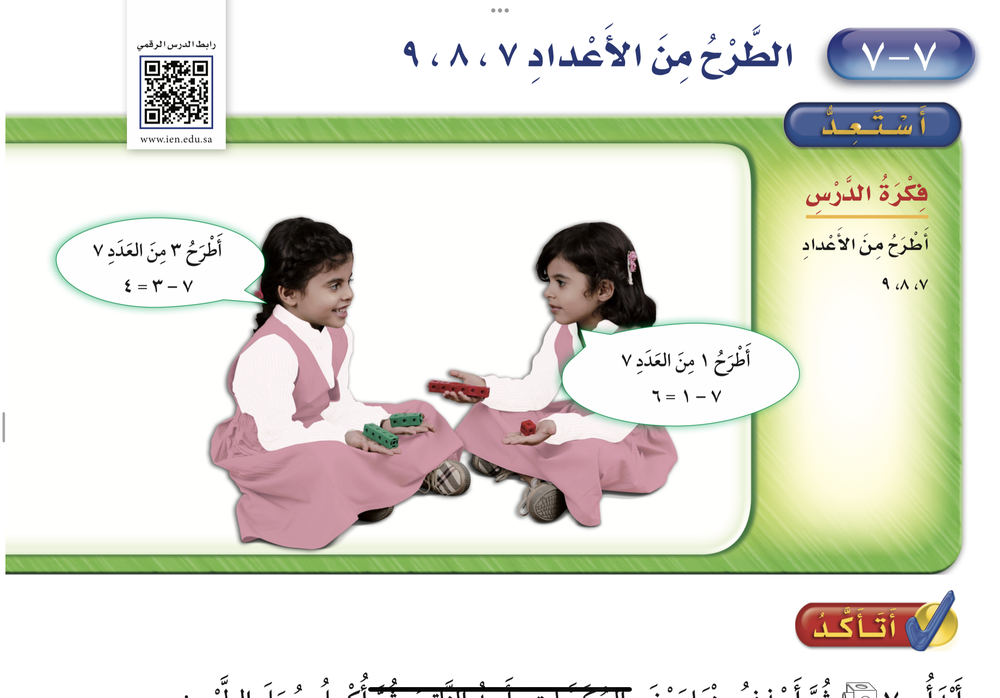 ٧-٧
الطَّرْحُ مِنَ الأَعْدادِ ٧ ، ٨ ، ٩
رابط الدرس الرقمي
www.ien.edu.sa
أَسْتَعِدُّ
فِكْرَةُ الدَّرْسِ
أَطْرَحُ مِنَ الأَعْدادِ
٧، ٨، ٩
أَطْرَحُ ١ مِنَ العَدَدِ ٧
٧ – ١ = ٦
أَطْرَحُ ٣ مِنَ العَدَدِ ٧
٧ – ٣ = ٤
أَتَأَكَّدُ